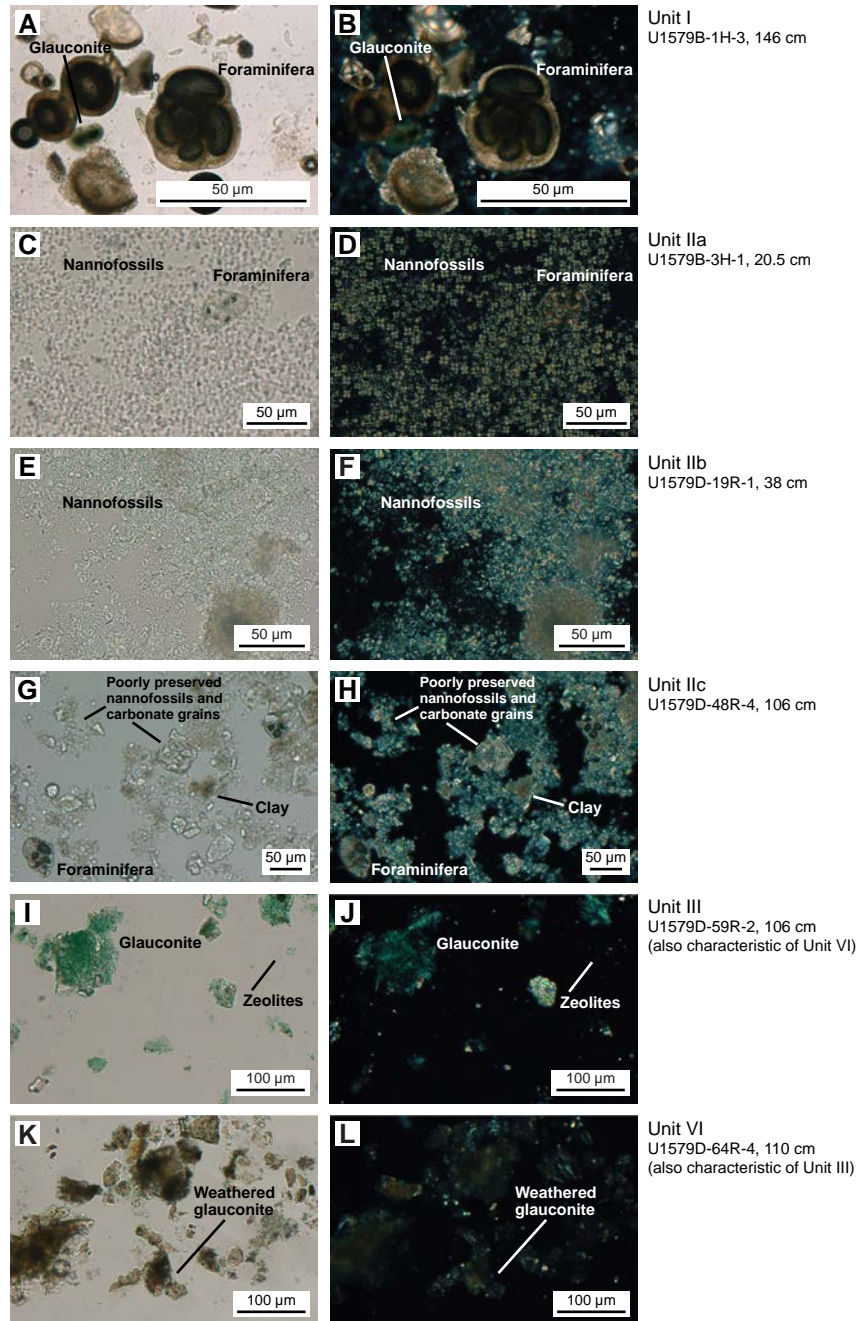 A
Glauconite
Foraminifera
50 µm
B
Glauconite
Foraminifera
50 µm
Unit I
U1579B-1H-3, 146 cm
C
Nannofossils
Foraminifera
50 µm
D
Nannofossils
Foraminifera
50 µm
Unit IIa
U1579B-3H-1, 20.5 cm
E
Nannofossils
50 µm
F
Nannofossils
50 µm
Unit IIb
U1579D-19R-1, 38 cm
G
Poorly preserved
nannofossils and
carbonate grains
Clay
Foraminifera
50 µm
H
Poorly preserved
nannofossils and
carbonate grains
Clay
Foraminifera
50 µm
Unit IIc
U1579D-48R-4, 106 cm
I
Glauconite
Zeolites
100 µm
J
Glauconite
Zeolites
100 µm
Unit III
U1579D-59R-2, 106 cm
(also characteristic of Unit VI)
K
Weathered
glauconite
100 µm
L
Weathered
glauconite
100 µm
Unit VI
U1579D-64R-4, 110 cm
(also characteristic of Unit III)